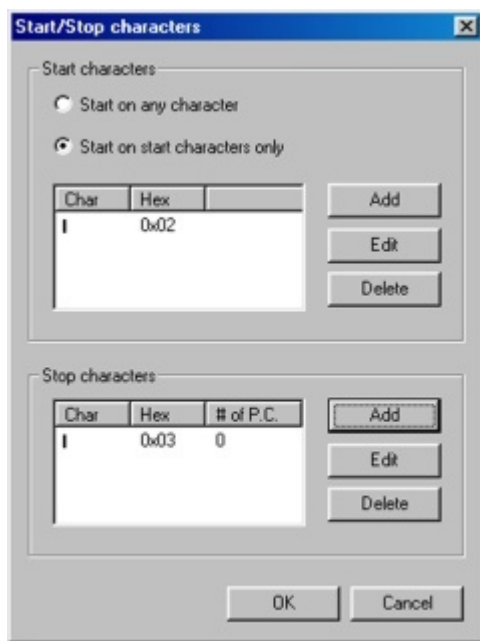 Start/Stop characters
Start characters
Start on any character
Start on start characters only
Char Hex
0x02
Add
Edit
Delete
Stop characters
Char Hex # of P.C.
0x03 0
Add
Edit
Delete
OK Cancel